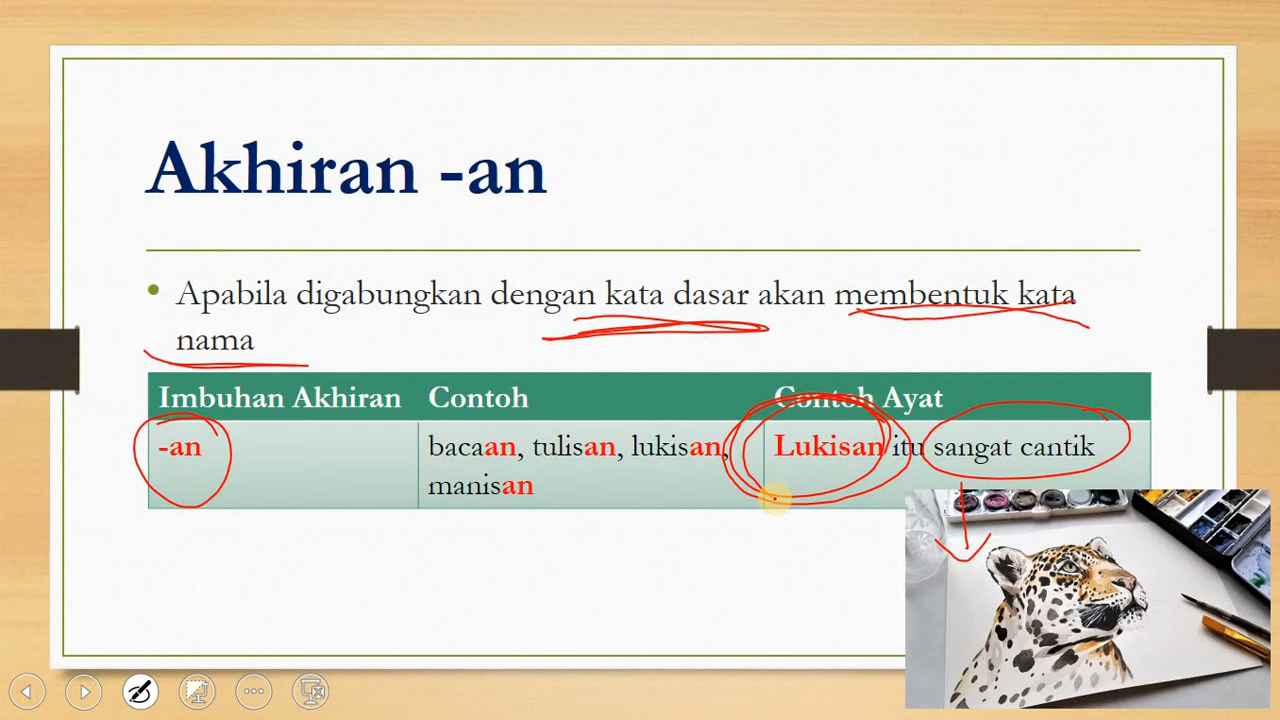 Akhiran -an
Apabila digabungkan dengan kata dasar akan membentuk kata
nama
Imbuhan Akhiran Contoh Contoh Ayat
-an bacaan, tulisan, lukisan, Lukisan itu sangat cantik
manisan